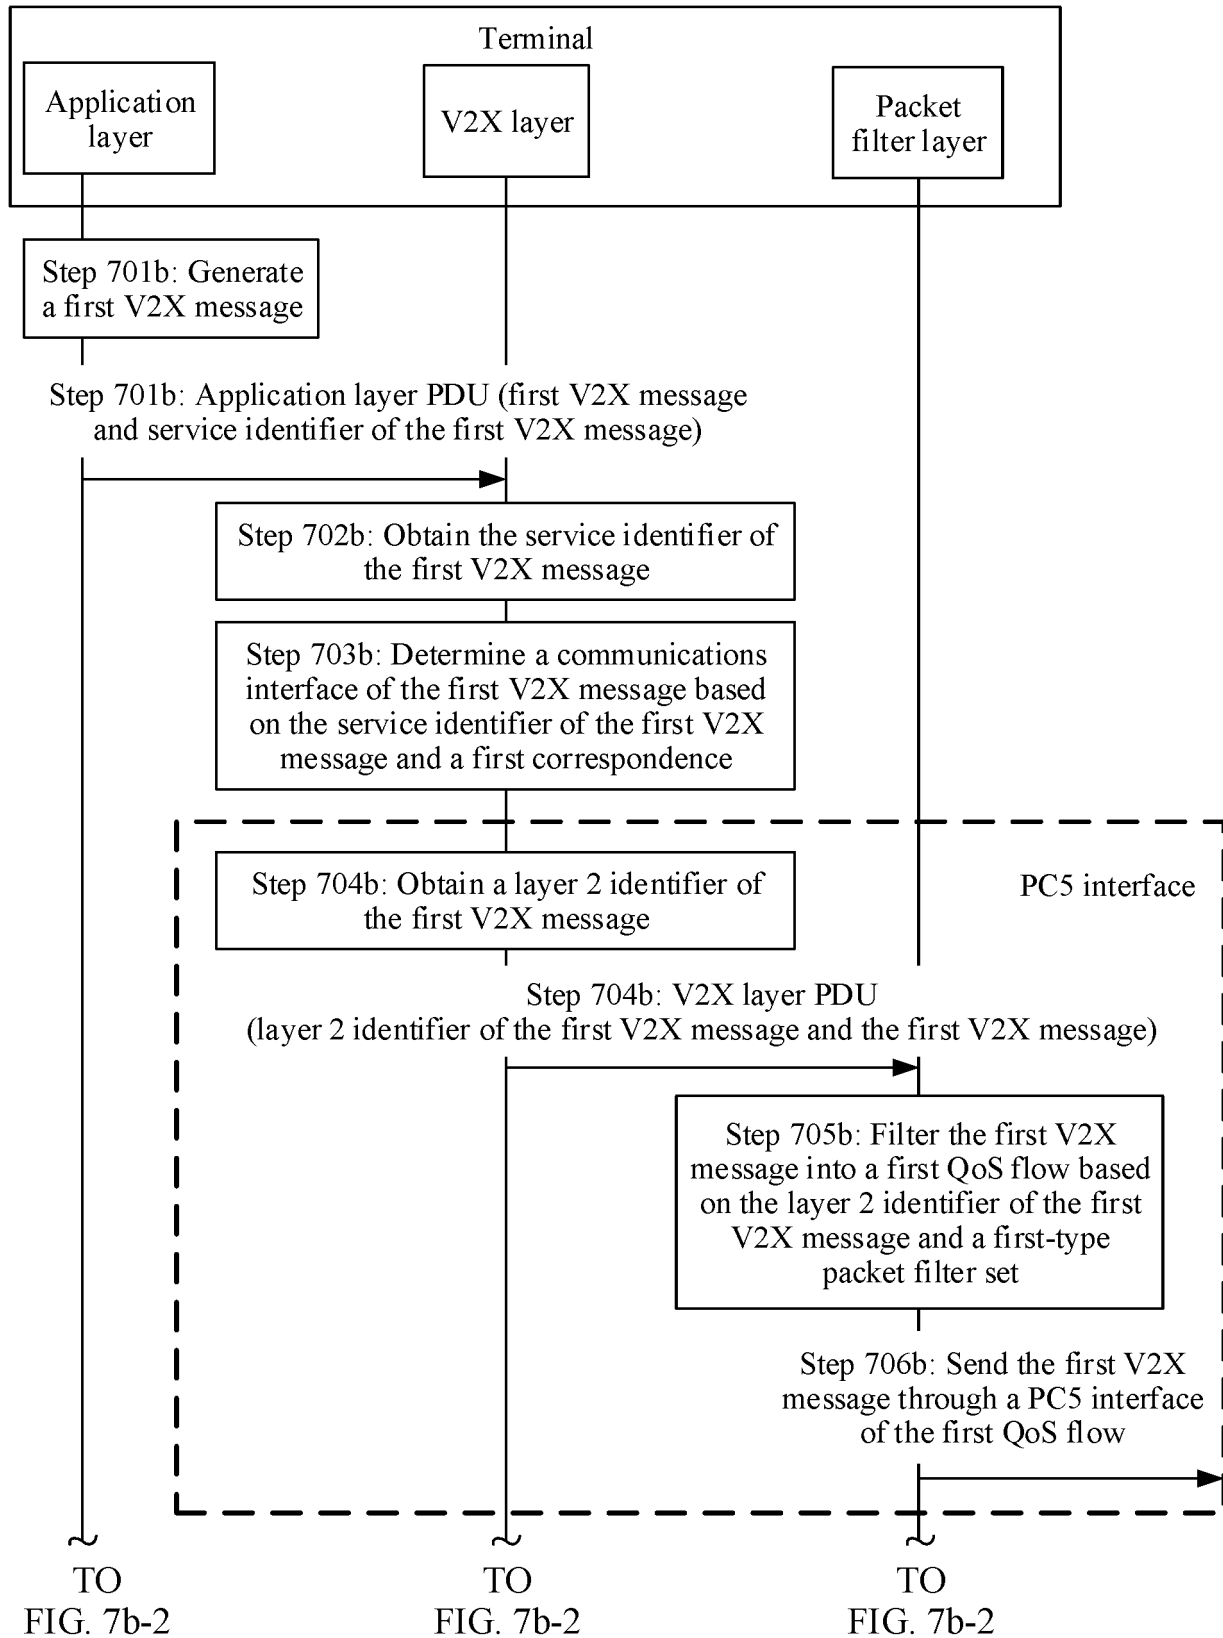 Terminal
Application
layer
V2X layer
Packet
filter layer
Step 701b: Generate
a first V2X message
Step 701b: Application layer PDU (first V2X message
and service identifier of the first V2X message)
Step 702b: Obtain the service identifier of
the first V2X message
Step 703b: Determine a communications
interface of the first V2X message based
on the service identifier of the first V2X
message and a first correspondence
Step 704b: Obtain a layer 2 identifier of
the first V2X message
PC5 interface
Step 704b: V2X layer PDU
(layer 2 identifier of the first V2X message and the first V2X message)
Step 705b: Filter the first V2X
message into a first QoS flow based
on the layer 2 identifier of the first
V2X message and a first-type
packet filter set
Step 706b: Send the first V2X
message through a PC5 interface
of the first QoS flow
TO
FIG. 7b-2
TO
FIG. 7b-2
TO
FIG. 7b-2